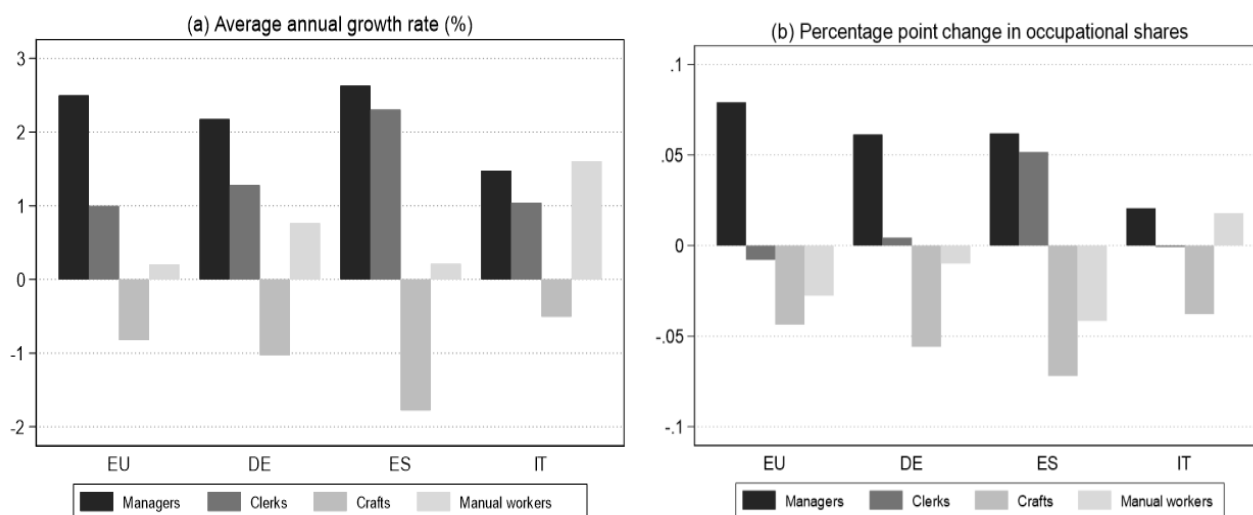 (a) Average annual growth rate (%)
3
2
1
0
-1
-2
EU DE ES IT
Managers Clerks Crafts Manual workers
(b) Percentage point change in occupational shares
.1
.05
0
-.05
-.1
EU DE ES IT
Managers Clerks Crafts Manual workers